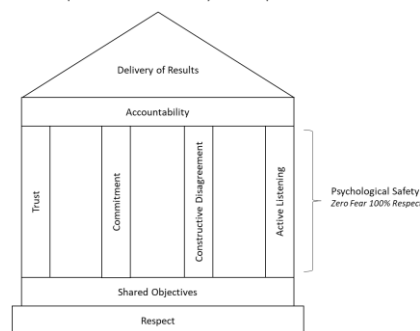 Delivery of Results
Accountability
Trust
Commitment
Constructive Disagreement
Active Listening
Psychological Safety
Zero Fear 100% Respect
Shared Objectives
Respect